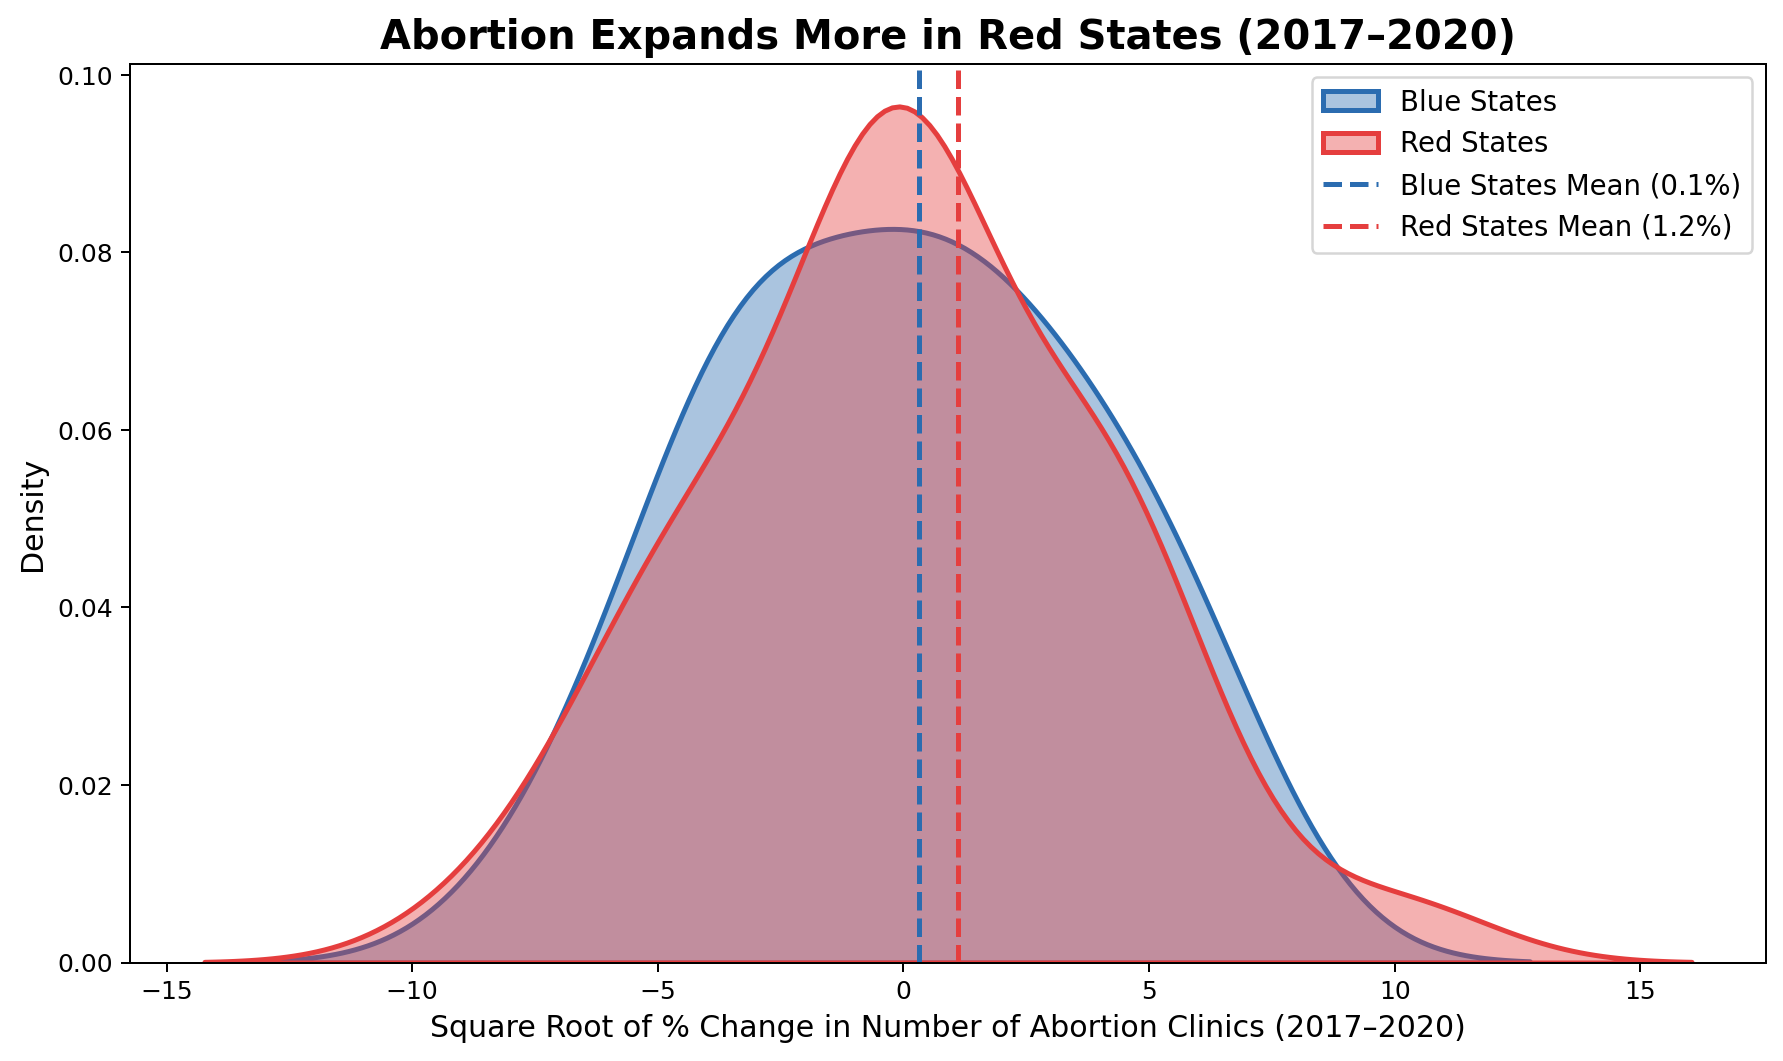 Abortion Expands More in Red States (2017–2020)
Blue States
Red States
Blue States Mean (0.1%)
Red States Mean (1.2%)
Density
0.10
0.08
0.06
0.04
0.02
0.00
−15 −10 −5 0 5 10 15
Square Root of % Change in Number of Abortion Clinics (2017–2020)